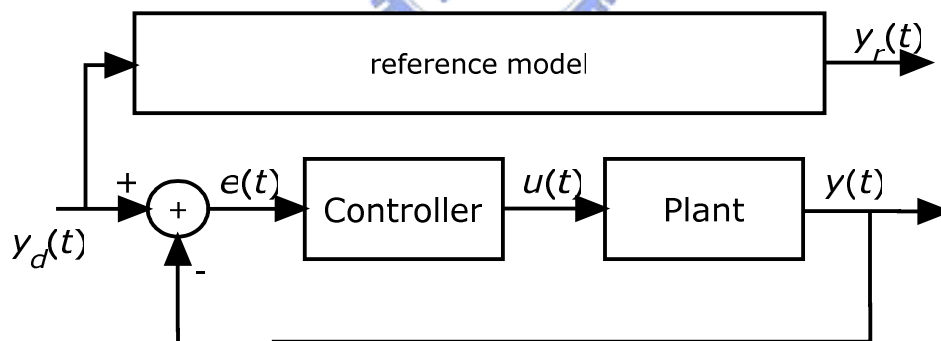 reference model
y_r(t)
+
e(t)
u(t)
y(t)
+
Controller
Plant
y_d(t)
-